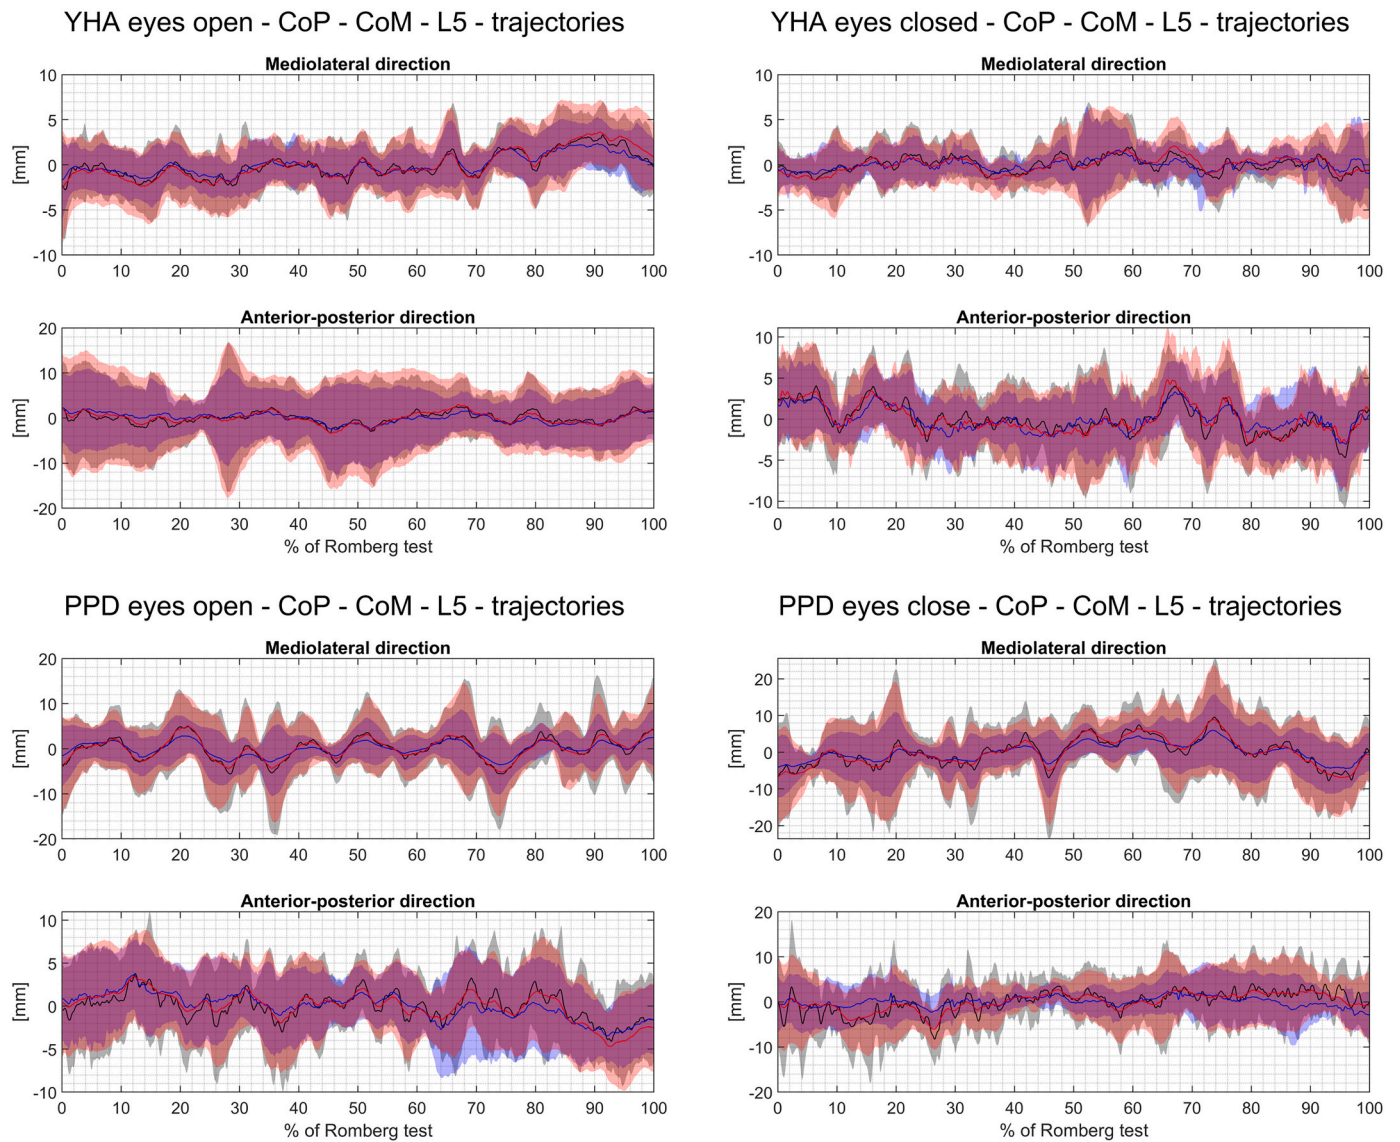 YHA eyes open - CoP - CoM - L5 - trajectories
Mediolateral direction
10
5
0
-5
-10
[mm]
0 10 20 30 40 50 60 70 80 90 100
Anterior-posterior direction
20
10
0
-10
-20
[mm]
0 10 20 30 40 50 60 70 80 90 100
% of Romberg test
YHA eyes closed - CoP - CoM - L5 - trajectories
Mediolateral direction
10
5
0
-5
-10
[mm]
0 10 20 30 40 50 60 70 80 90 100
Anterior-posterior direction
10
5
0
-5
-10
[mm]
0 10 20 30 40 50 60 70 80 90 100
% of Romberg test
PPD eyes open - CoP - CoM - L5 - trajectories
Mediolateral direction
20
10
0
-10
-20
[mm]
0 10 20 30 40 50 60 70 80 90 100
Anterior-posterior direction
10
5
0
-5
-10
[mm]
0 10 20 30 40 50 60 70 80 90 100
% of Romberg test
PPD eyes close - CoP - CoM - L5 - trajectories
Mediolateral direction
20
10
0
-10
-20
[mm]
0 10 20 30 40 50 60 70 80 90 100
Anterior-posterior direction
20
10
0
-10
-20
[mm]
0 10 20 30 40 50 60 70 80 90 100
% of Romberg test